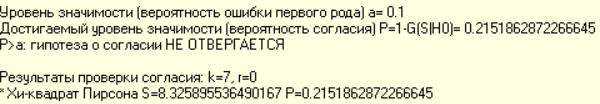 Уровень значимости (вероятность ошибки первого рода) a= 0.1
Достигаемый уровень значимости (вероятность согласия) P=1-G(S|H0)= 0.2151862872266645
P>a: гипотеза о согласии НЕ ОТВЕРГАЕТСЯ
Результаты проверки согласия: k=7, r=0
* Хи-квадрат Пирсона S=8.325895536490167 P=0.2151862872266645